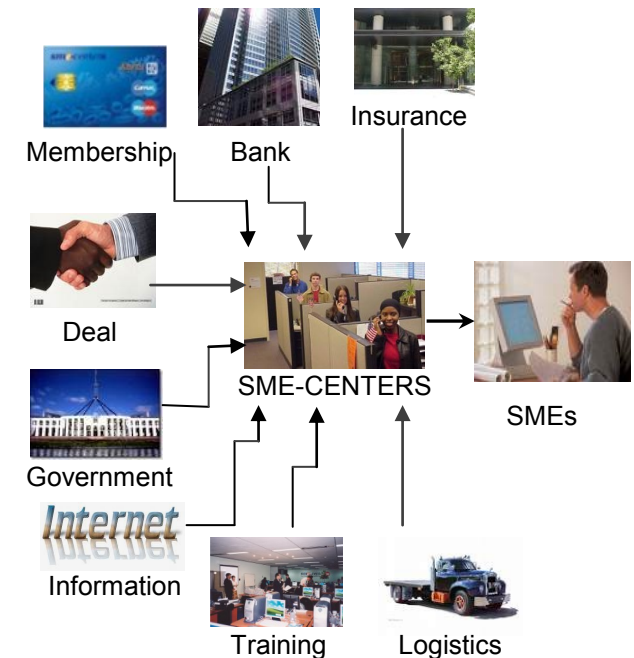 Membership
Bank
Insurance
Deal
SME-CENTERS
SMEs
Government
Internet
Information
Training
Logistics